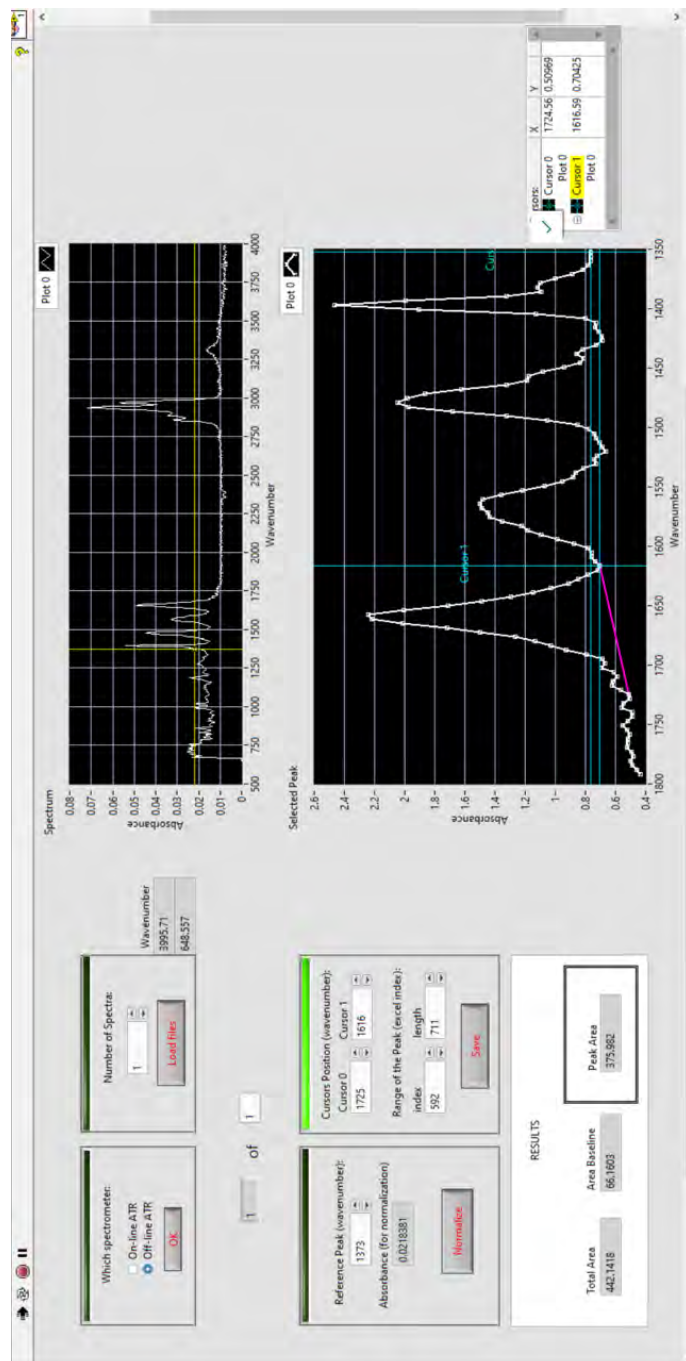 Which spectrometer:
On-line ATR
Off-line ATR
OK
Number of Spectra:
1
Load files
Wavenumber
3995.71
648.557
1 of 1
Reference Peak (wavenumber):
1373
Absorbance (for normalization)
0.0218381
Normalize
Cursors Position (wavenumber):
Cursor 0 Cursor 1
1725 1616
Range of the Peak (excel index):
index length
592 711
Save
RESULTS
Total Area Area Baseline Peak Area
442.1418 66.1603 375.982
Spectrum
Plot 0
Absorbance
0.08
0.07
0.06
0.05
0.04
0.03
0.02
0.01
0
500 750 1000 1250 1500 1750 2000 2250 2500 2750 3000 3250 3500 3750 4000
Wavenumber
Selected Peak
Plot 0
Absorbance
2.6
2.4
2.2
2
1.8
1.6
1.4
1.2
1
0.8
0.6
0.4
Cursor 1
Curs
1800 1750 1700 1650 1600 1550 1500 1450 1400 1350
Wavenumber
rsors: X Y
Cursor 0 1724.56 0.50969
Plot 0
Cursor 1 1616.59 0.70425
Plot 0
1
?